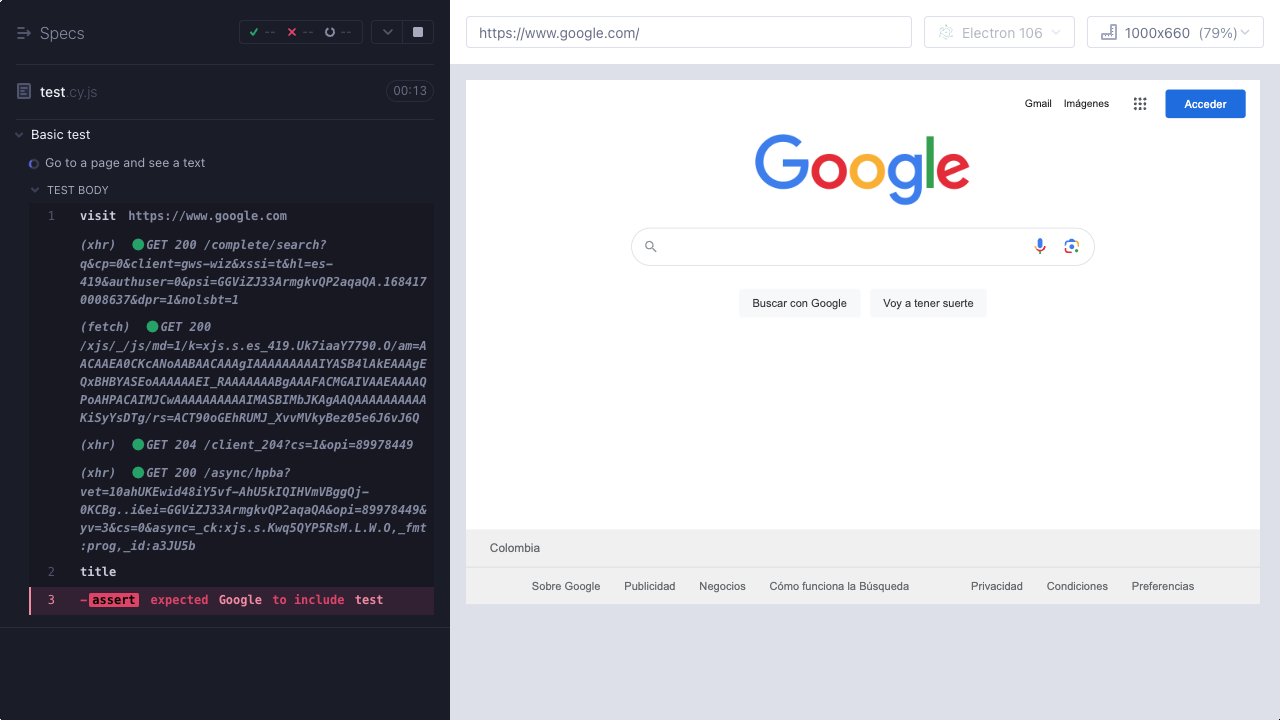 Specs
-- -- --
test.cy.js
00:13
Basic test
Go to a page and see a text
TEST BODY
1 visit https://www.google.com
(xhr) GET 200 /complete/search?
q&cp=0&client=gws-wiz&xssi=t&hl=es-
419&authuser=0&psi=GGViZJ33ArmgkvQP2aqaQA.168417
0008637&dpr=1&nolsbt=1
(fetch) GET 200
/xjs/_/js/md=1/k=xjs.s.es_419.Uk7iaaY7790.O/am=A
ACAAEA0CKcANoAABAACAAAgIAAAAAAAAAIYASB4lAkEAAAgE
QxBHBYASEoAAAAAAEI_RAAAAAAABgAAAFACMGAIVAAEAAAAQ
PoAHPACAIMJCwAAAAAAAAAAIMASBIMbJKAgAAQAAAAAAAAAA
KiSyYsDTg/rs=ACT90oGEhRUMJ_XvvMVkyBez05e6J6vJ6Q
(xhr) GET 204 /client_204?cs=1&opi=89978449
(xhr) GET 200 /async/hpba?
vet=10ahUKEwid48iY5vf-AhU5kIQIHVmVBggQj-
0KCBg..i&ei=GGViZJ33ArmgkvQP2aqaQA&opi=89978449&
yv=3&cs=0&async=_ck:xjs.s.Kwq5QYP5RsM.L.W.O,_fmt
:prog,_id:a3JU5b
2 title
3 -assert expected Google to include test
https://www.google.com/
Electron 106
1000x660 (79%)
Gmail Imágenes Acceder
Google
Buscar con Google Voy a tener suerte
Colombia
Sobre Google Publicidad Negocios Cómo funciona la Búsqueda Privacidad Condiciones Preferencias